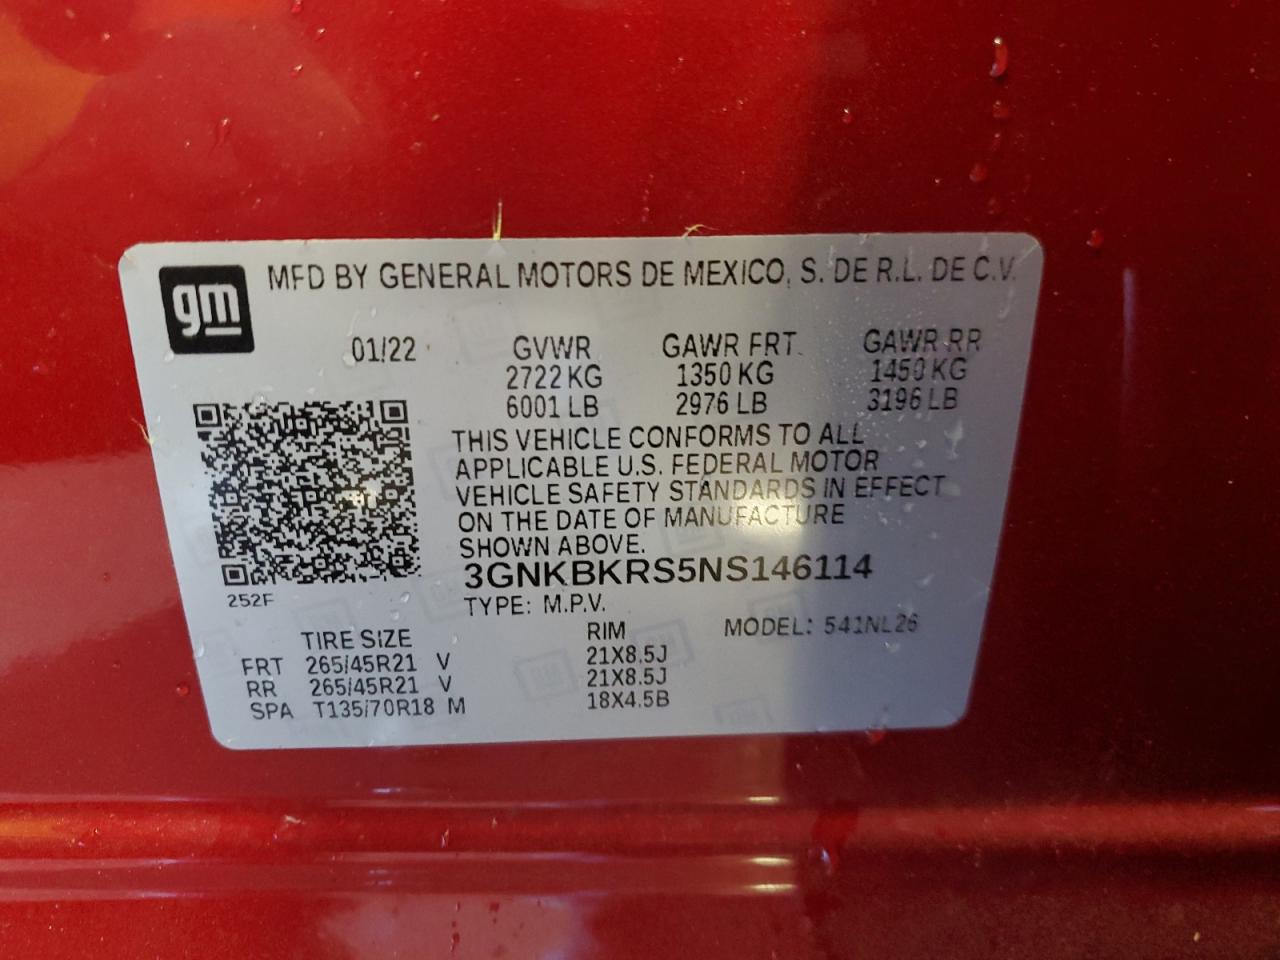 gm
MFD BY GENERAL MOTORS DE MEXICO, S. DE R.L. DE C.V.
01/22 GVWR GAWR FRT. GAWR RR
2722 KG 1350 KG 1450 KG
6001 LB 2976 LB 3196 LB
THIS VEHICLE CONFORMS TO ALL
APPLICABLE U.S. FEDERAL MOTOR
VEHICLE SAFETY STANDARDS IN EFFECT
ON THE DATE OF MANUFACTURE
SHOWN ABOVE.
3GNKBKRS5NS146114
252F
TYPE: M.P.V.
TIRE SIZE RIM MODEL: 541NL26
FRT 265/45R21 V 21X8.5J
RR 265/45R21 V 21X8.5J
SPA T135/70R18 M 18X4.5B